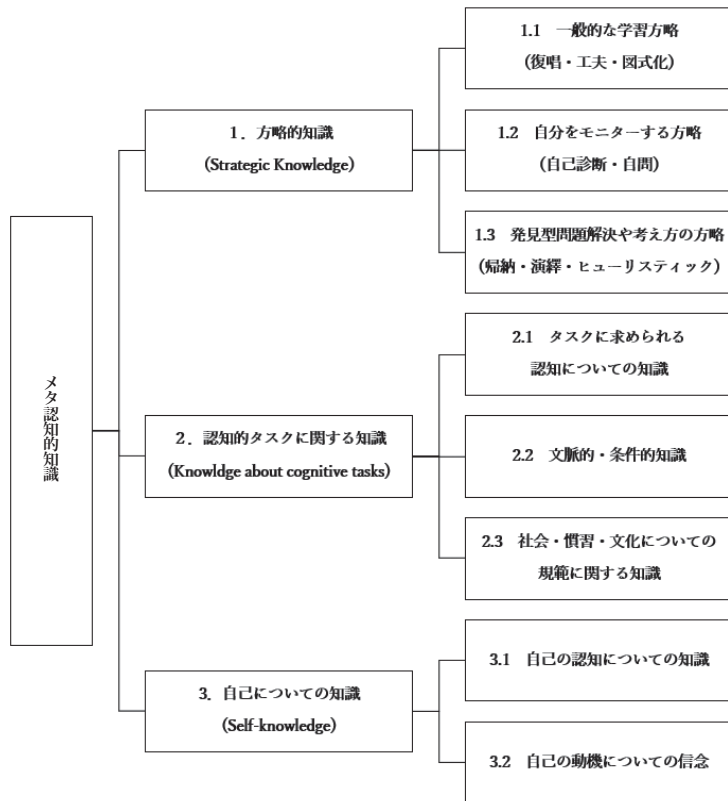 メタ認知的知識
1．方略的知識
(Strategic Knowledge)
1.1　一般的な学習方略
(復唱・工夫・図式化)
1.2　自分をモニターする方略
(自己診断・自問)
1.3　発見型問題解決や考え方の方略
(帰納・演繹・ヒューリスティック)
2．認知的タスクに関する知識
(Knowldge about cognitive tasks)
2.1　タスクに求められる
認知についての知識
2.2　文脈的・条件的知識
2.3　社会・慣習・文化についての
規範に関する知識
3．自己についての知識
(Self-knowledge)
3.1　自己の認知についての知識
3.2　自己の動機についての信念